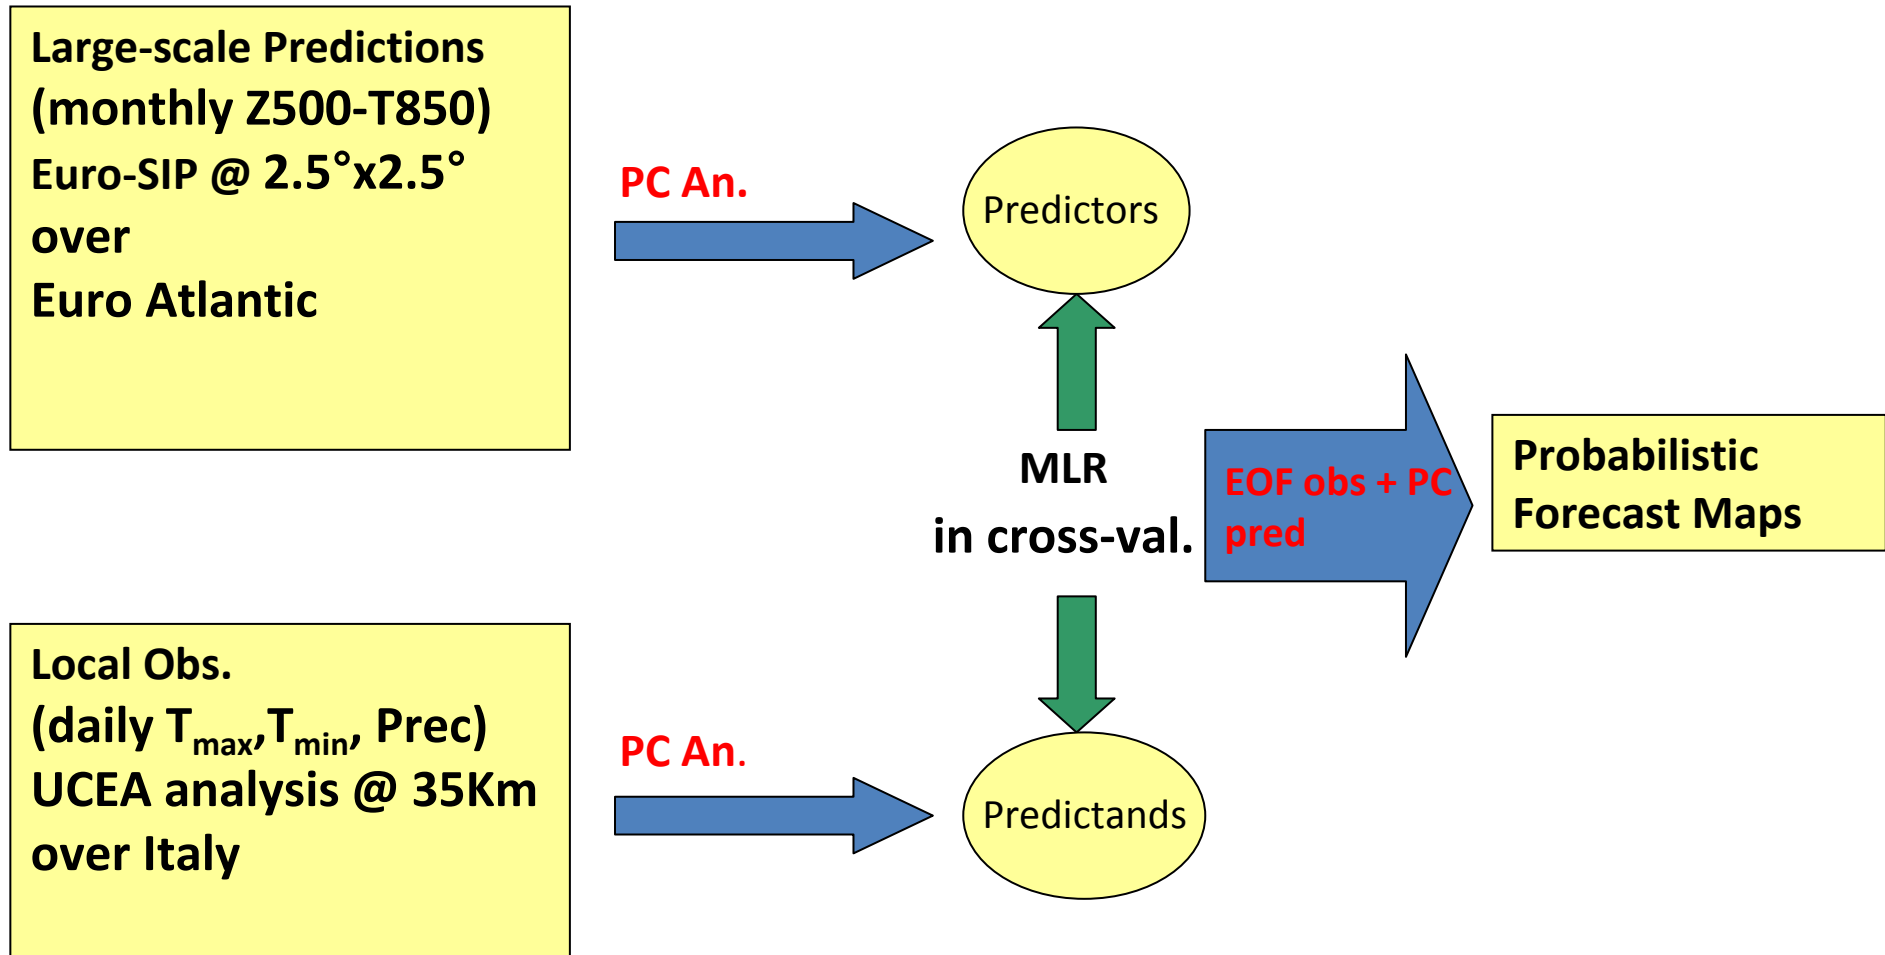 Large-scale Predictions
(monthly Z500-T850)
Euro-SIP @ 2.5°x2.5°
over
Euro Atlantic
PC An.
Predictors
MLR
in cross-val.
EOF obs + PC
pred
Probabilistic
Forecast Maps
Local Obs.
(daily Tmax,Tmin, Prec)
UCEA analysis @ 35Km
over Italy
PC An.
Predictands